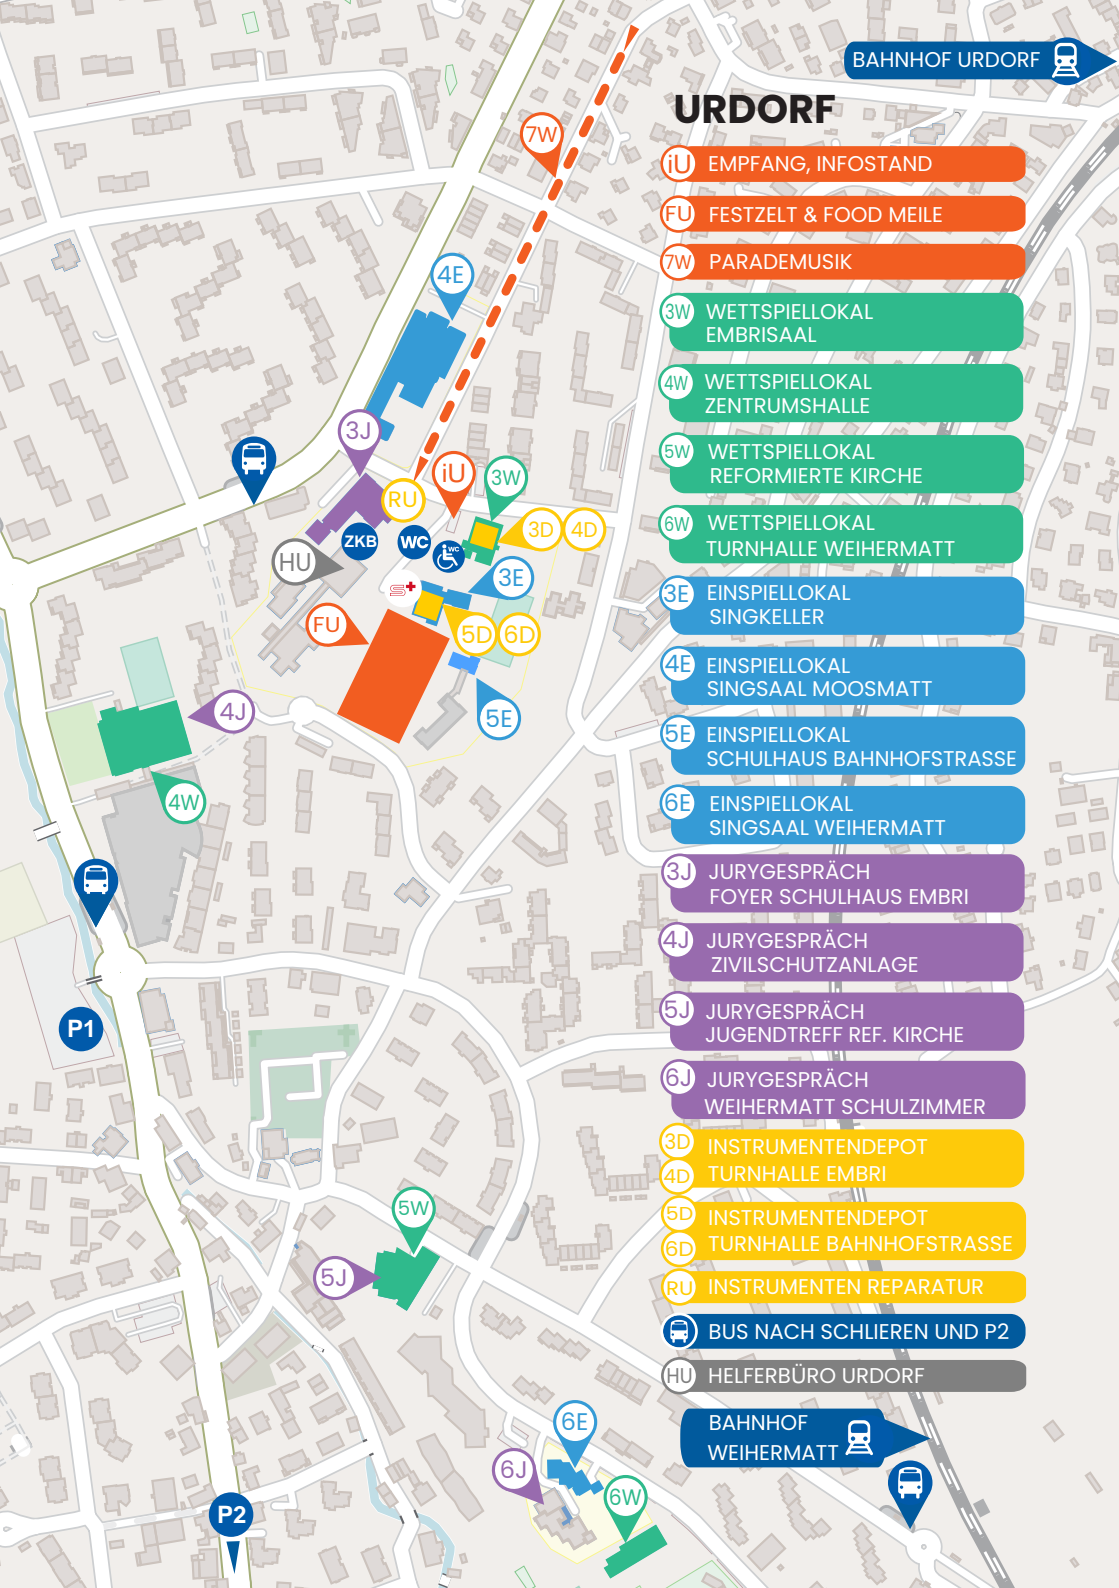 BAHNHOF URDORF
URDORF
iU EMPFANG, INFOSTAND
FU FESTZELT & FOOD MEILE
7W PARADEMUSIK
3W WETTSPIELLOKAL
EMBRISAAL
4W WETTSPIELLOKAL
ZENTRUMSHALLE
5W WETTSPIELLOKAL
REFORMIERTE KIRCHE
6W WETTSPIELLOKAL
TURNHALLE WEIHERMATT
3E EINSPIELLOKAL
SINGKELLER
4E EINSPIELLOKAL
SINGSAAL MOOSMATT
5E EINSPIELLOKAL
SCHULHAUS BAHNHOFSTRASSE
6E EINSPIELLOKAL
SINGSAAL WEIHERMATT
3J JURYGESPRÄCH
FOYER SCHULHAUS EMBRI
4J JURYGESPRÄCH
ZIVILSCHUTZANLAGE
5J JURYGESPRÄCH
JUGENDTREFF REF. KIRCHE
6J JURYGESPRÄCH
WEIHERMATT SCHULZIMMER
3D INSTRUMENTENDEPOT
4D TURNHALLE EMBRI
5D INSTRUMENTENDEPOT
6D TURNHALLE BAHNHOFSTRASSE
RU INSTRUMENTEN REPARATUR
BUS NACH SCHLIEREN UND P2
HU HELFERBÜRO URDORF
BAHNHOF
WEIHERMATT
7W
4E
3J
iU
3W
RU
3D 4D
ZKB
WC
WC
HU
3E
S+
FU
5D 6D
4J
5E
4W
P1
5W
5J
6E
6J
6W
P2